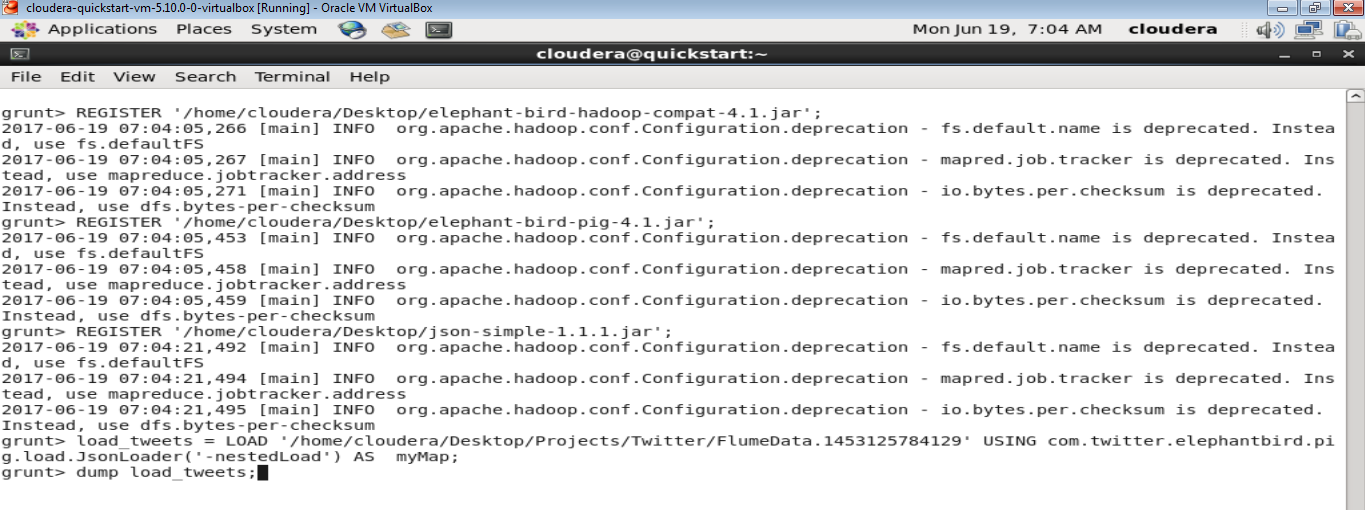 cloudera-quickstart-vm-5.10.0-0-virtualbox [Running] - Oracle VM VirtualBox
Applications Places System Mon Jun 19, 7:04 AM cloudera
cloudera@quickstart:~
File Edit View Search Terminal Help
grunt> REGISTER '/home/cloudera/Desktop/elephant-bird-hadoop-compat-4.1.jar';
2017-06-19 07:04:05,266 [main] INFO  org.apache.hadoop.conf.Configuration.deprecation - fs.default.name is deprecated. Instea
d, use fs.defaultFS
2017-06-19 07:04:05,267 [main] INFO  org.apache.hadoop.conf.Configuration.deprecation - mapred.job.tracker is deprecated. Ins
tead, use mapreduce.jobtracker.address
2017-06-19 07:04:05,271 [main] INFO  org.apache.hadoop.conf.Configuration.deprecation - io.bytes.per.checksum is deprecated.
Instead, use dfs.bytes-per-checksum
grunt> REGISTER '/home/cloudera/Desktop/elephant-bird-pig-4.1.jar';
2017-06-19 07:04:05,453 [main] INFO  org.apache.hadoop.conf.Configuration.deprecation - fs.default.name is deprecated. Instea
d, use fs.defaultFS
2017-06-19 07:04:05,458 [main] INFO  org.apache.hadoop.conf.Configuration.deprecation - mapred.job.tracker is deprecated. Ins
tead, use mapreduce.jobtracker.address
2017-06-19 07:04:05,459 [main] INFO  org.apache.hadoop.conf.Configuration.deprecation - io.bytes.per.checksum is deprecated.
Instead, use dfs.bytes-per-checksum
grunt> REGISTER '/home/cloudera/Desktop/json-simple-1.1.1.jar';
2017-06-19 07:04:21,492 [main] INFO  org.apache.hadoop.conf.Configuration.deprecation - fs.default.name is deprecated. Instea
d, use fs.defaultFS
2017-06-19 07:04:21,494 [main] INFO  org.apache.hadoop.conf.Configuration.deprecation - mapred.job.tracker is deprecated. Ins
tead, use mapreduce.jobtracker.address
2017-06-19 07:04:21,495 [main] INFO  org.apache.hadoop.conf.Configuration.deprecation - io.bytes.per.checksum is deprecated.
Instead, use dfs.bytes-per-checksum
grunt> load_tweets = LOAD '/home/cloudera/Desktop/Projects/Twitter/FlumeData.1453125784129' USING com.twitter.elephantbird.pi
g.load.JsonLoader('-nestedLoad') AS  myMap;
grunt> dump load_tweets;